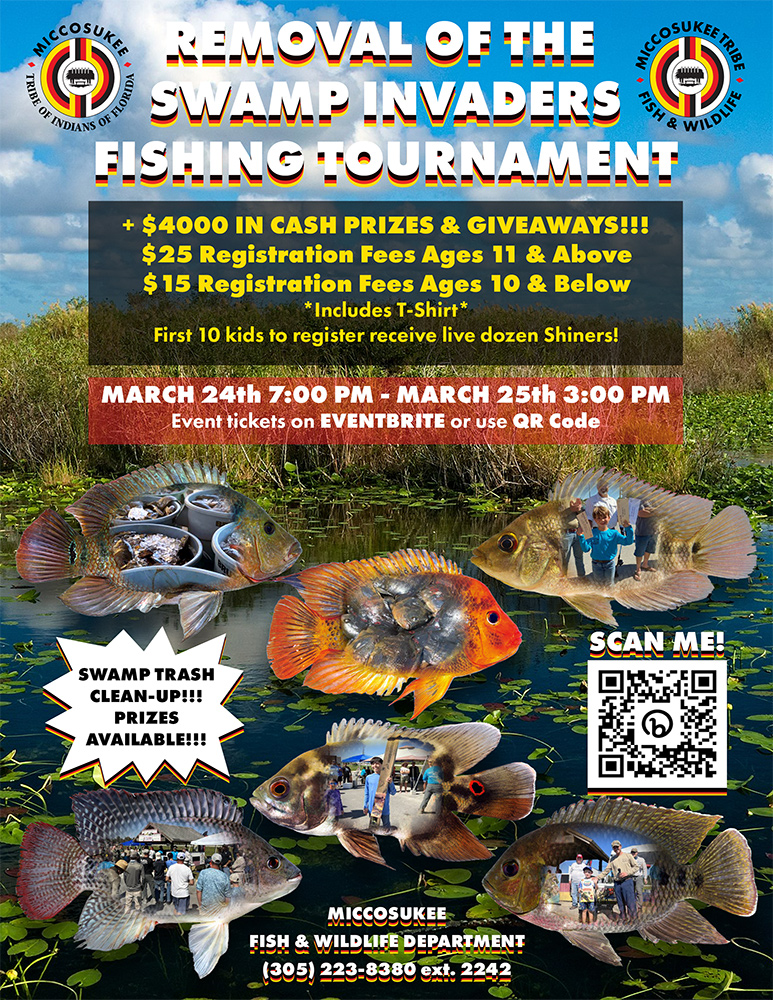 MICCOSUKEE
TRIBE OF INDIANS OF FLORIDA
REMOVAL OF THE
SWAMP INVADERS
FISHING TOURNAMENT
MICCOSUKEE TRIBE
FISH & WILDLIFE
+ $4000 IN CASH PRIZES & GIVEAWAYS!!!
$25 Registration Fees Ages 11 & Above
$15 Registration Fees Ages 10 & Below
*Includes T-Shirt*
First 10 kids to register receive live dozen Shiners!
MARCH 24th 7:00 PM - MARCH 25th 3:00 PM
Event tickets on EVENTBRITE or use QR Code
SCAN ME!
b
SWAMP TRASH
CLEAN-UP!!!
PRIZES
AVAILABLE!!!
MICCOSUKEE
FISH & WILDLIFE DEPARTMENT
(305) 223-8380 ext. 2242